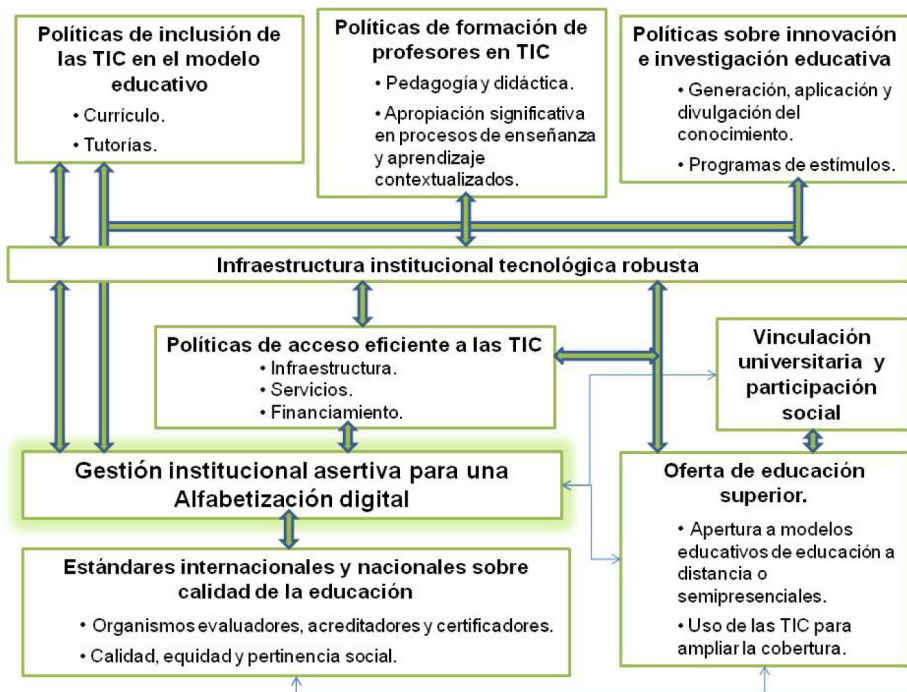 Políticas de inclusión de
las TIC en el modelo
educativo
• Currículo.
• Tutorías.
Políticas de formación de
profesores en TIC
• Pedagogía y didáctica.
• Apropiación significativa
en procesos de enseñanza
y aprendizaje
contextualizados.
Políticas sobre innovación
e investigación educativa
• Generación, aplicación y
divulgación del
conocimiento.
• Programas de estímulos.
Infraestructura institucional tecnológica robusta
Políticas de acceso eficiente a las TIC
• Infraestructura.
• Servicios.
• Financiamiento.
Vinculación
universitaria y
participación
social
Gestión institucional asertiva para una
Alfabetización digital
Oferta de educación
superior.
• Apertura a modelos
educativos de educación a
distancia o
semipresenciales.
• Uso de las TIC para
ampliar la cobertura.
Estándares internacionales y nacionales sobre
calidad de la educación
• Organismos evaluadores, acreditadores y certificadores.
• Calidad, equidad y pertinencia social.